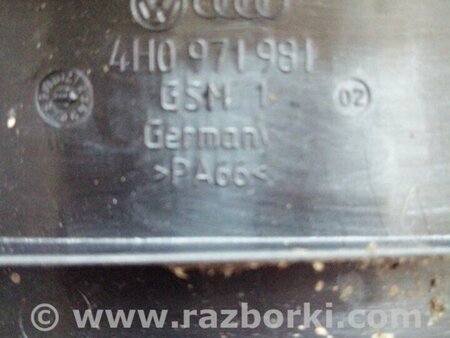 4H0 971 981
GSM 1
02
Germany
>PA66<
© www.razborki.com